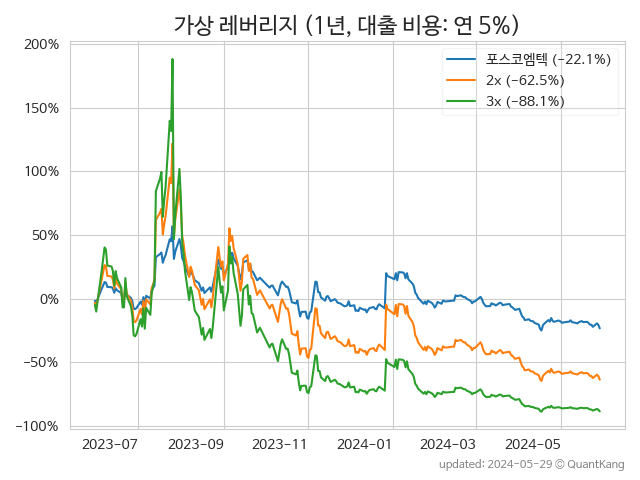 가상 레버리지 (1년, 대출 비용: 연 5%)
200%
150%
100%
50%
0%
−50%
−100%
포스코엠텍 (−22.1%)
2x (−62.5%)
3x (−88.1%)
2023-07 2023-09 2023-11 2024-01 2024-03 2024-05
updated: 2024-05-29 © QuantKang